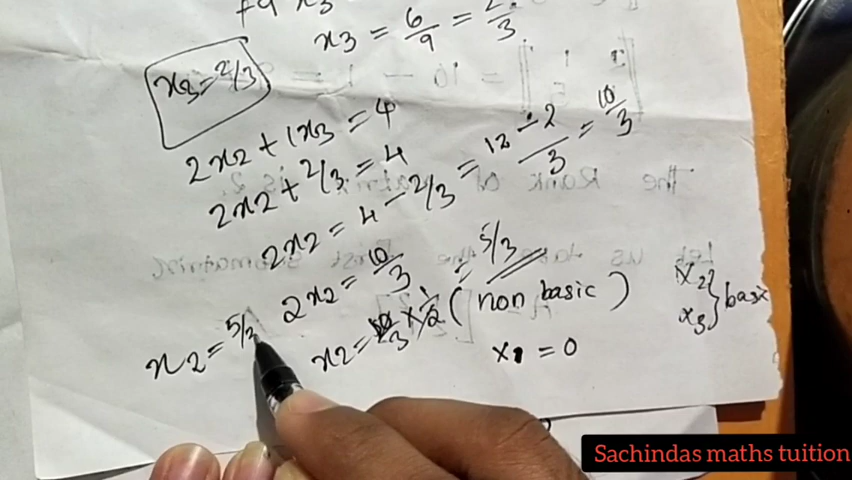 x3 = 6/9 = 2/3
x3 = 2/3
2x2 + 1x3 = 4
2x2 + 2/3 = 4
2x2 = 4 - 2/3 = 12 - 2/3 = 10/3
2x2 = 10/3 = 5/3
x2 = 10/3 × 1/2 (non basic)
x2 = 5/3
x1 = 0
x2
x3 } basic
Sachindas maths tuition